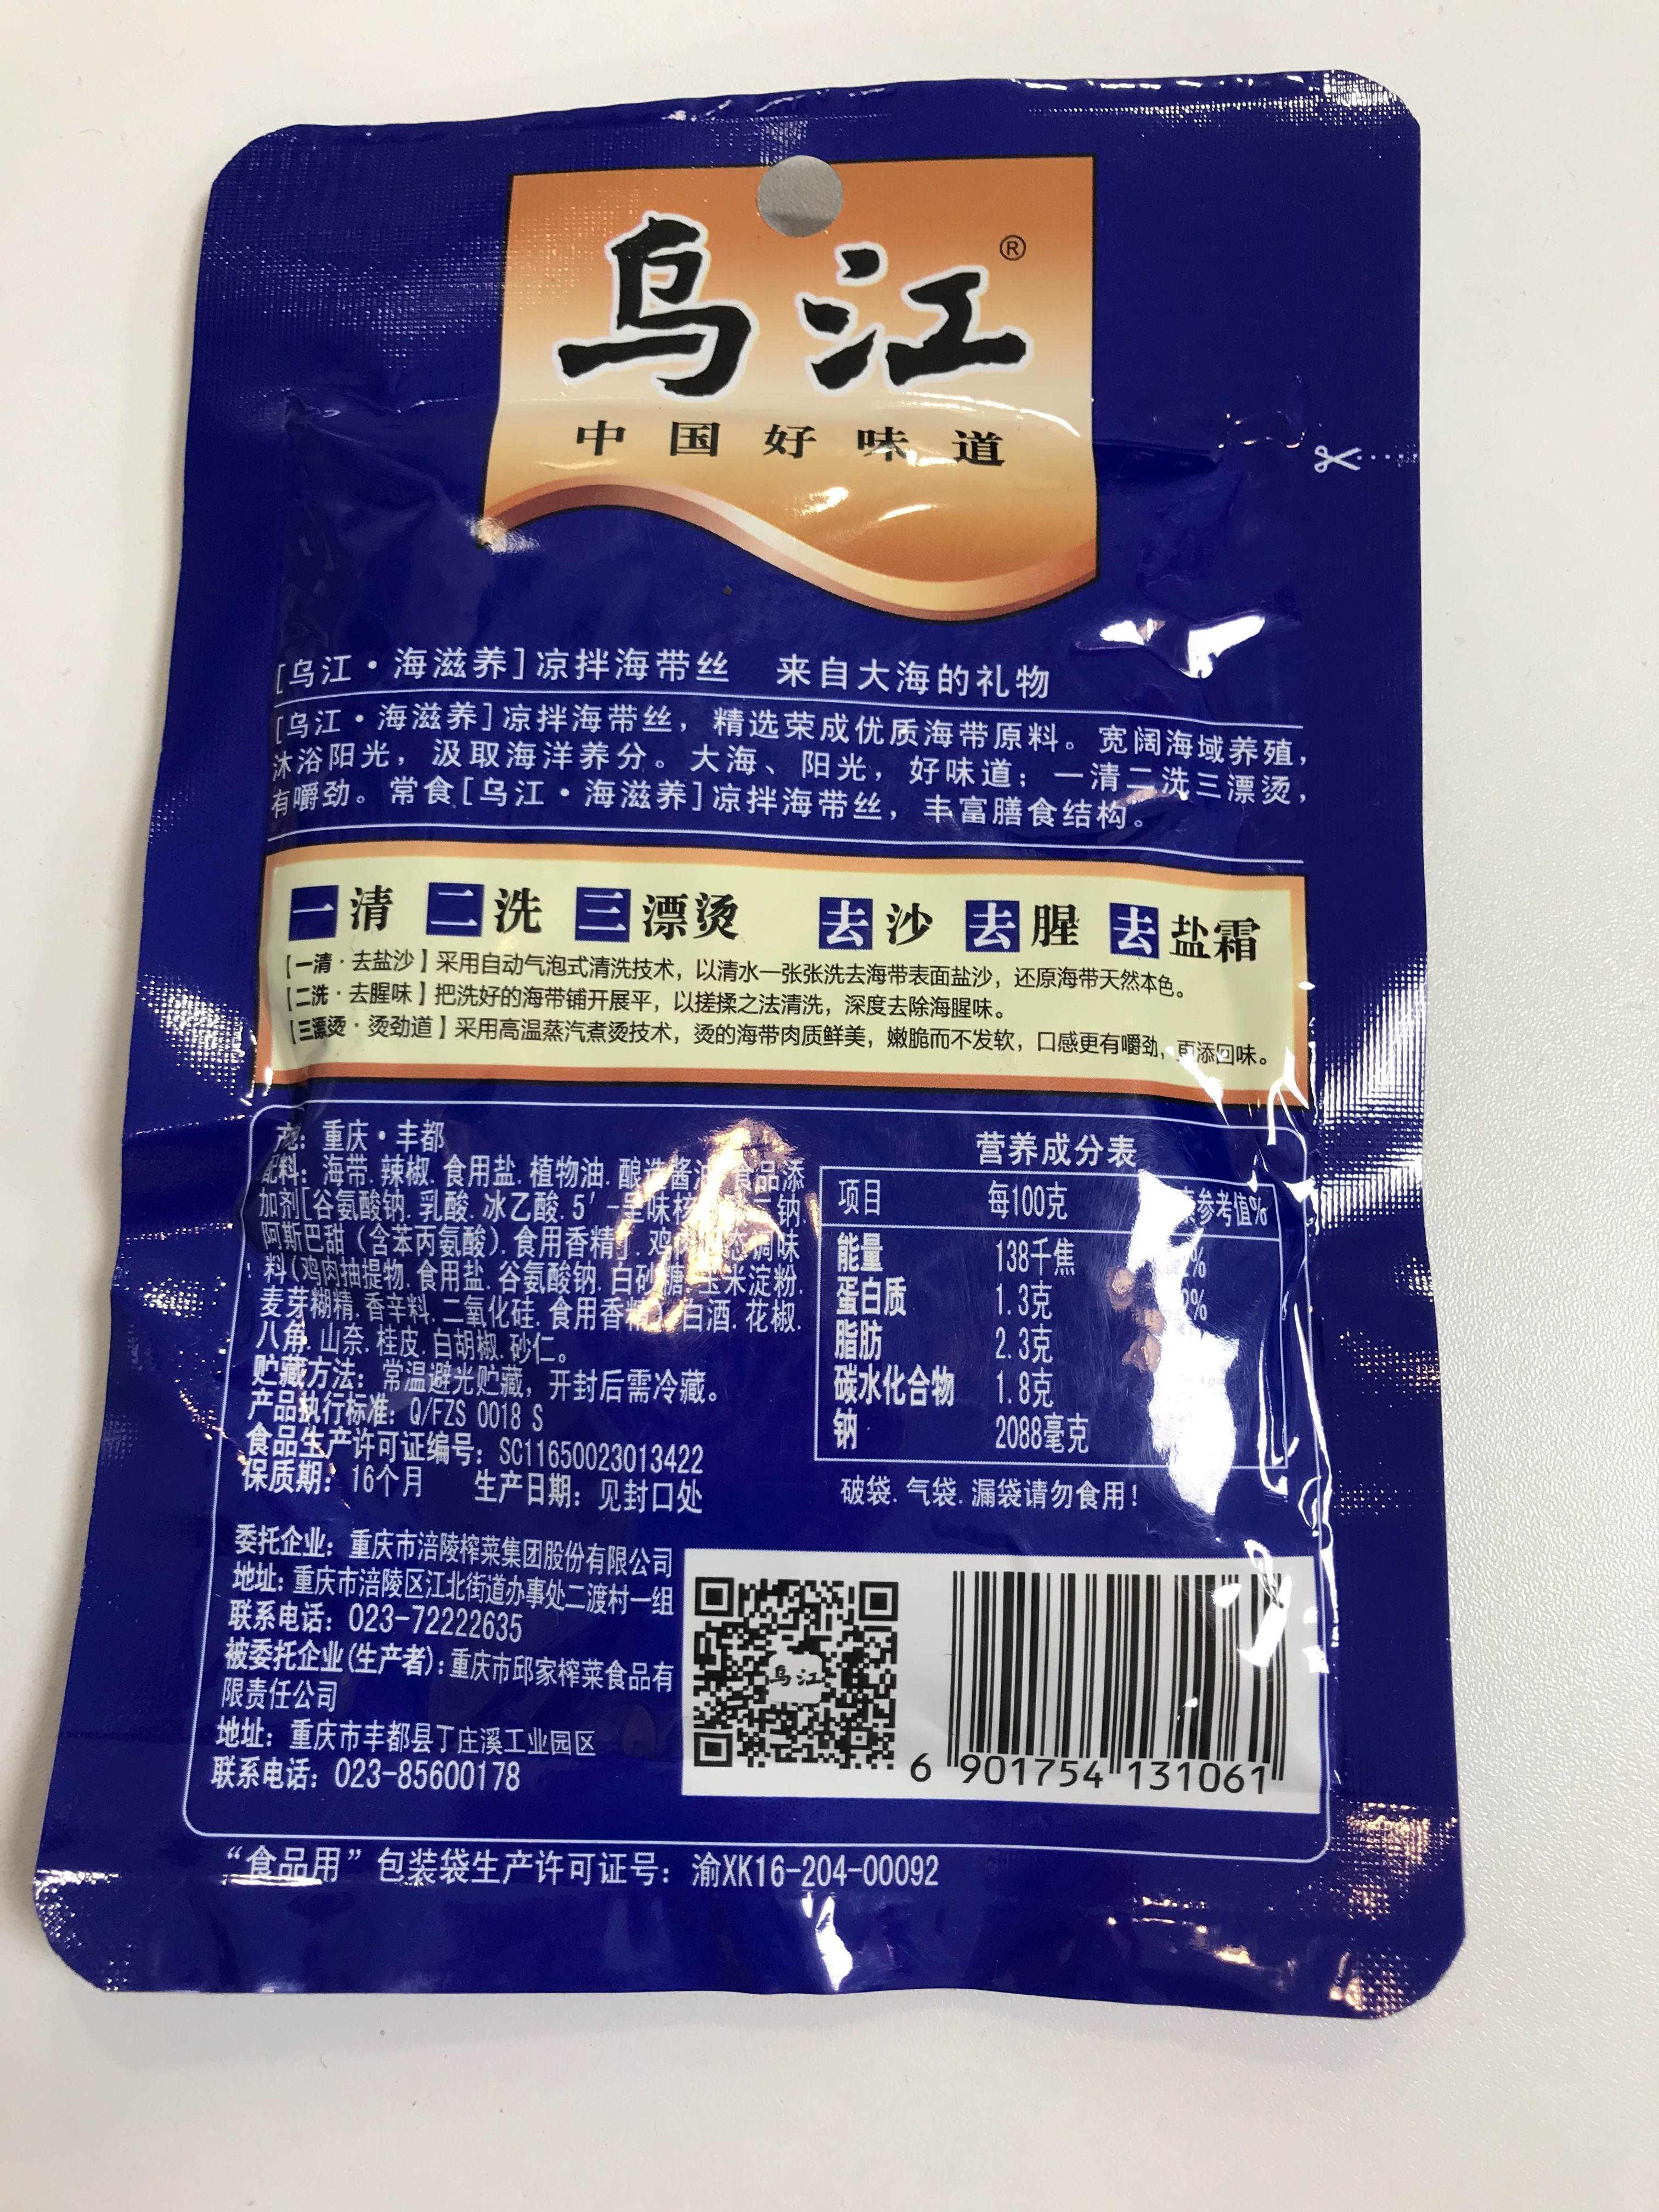 乌江®
中国好味道
[乌江·海滋养]凉拌海带丝 来自大海的礼物
[乌江·海滋养]凉拌海带丝，精选荣成优质海带原料。宽阔海域养殖，
沐浴阳光，汲取海洋养分。大海、阳光，好味道；一清二洗三漂烫，
有嚼劲。常食[乌江·海滋养]凉拌海带丝，丰富膳食结构。
一清 二洗 三漂烫 去沙 去腥 去盐霜
【一清·去盐沙】采用自动气泡式清洗技术，以清水一张张洗去海带表面盐沙，还原海带天然本色。
【二洗·去腥味】把洗好的海带铺开展平，以搓揉之法清洗，深度去除海腥味。
【三漂烫·烫劲道】采用高温蒸汽煮烫技术，烫的海带肉质鲜美，嫩脆而不发软，口感更有嚼劲，更添回味。
重庆·丰都
配料：海带.辣椒.食用盐.植物油.酿造酱油.食品添
加剂[谷氨酸钠.乳酸.冰乙酸.5′-呈味 钠.
阿斯巴甜（含苯丙氨酸）.食用香精].鸡 调味
料(鸡肉抽提物.食用盐.谷氨酸钠.白砂糖.玉米淀粉.
麦芽糊精.香辛料.二氧化硅.食用香精).白酒.花椒.
八角.山奈.桂皮.白胡椒.砂仁。
贮藏方法：常温避光贮藏，开封后需冷藏。
产品执行标准：Q/FZS 0018 S
食品生产许可证编号：SC11650023013422
保质期：16个月 生产日期：见封口处
营养成分表
项目 每100克 参考值%
能量 138千焦 %
蛋白质 1.3克 2%
脂肪 2.3克
碳水化合物 1.8克
钠 2088毫克
破袋.气袋.漏袋请勿食用！
委托企业：重庆市涪陵榨菜集团股份有限公司
地址：重庆市涪陵区江北街道办事处二渡村一组
联系电话：023-72222635
被委托企业(生产者)：重庆市邱家榨菜食品有
限责任公司
地址：重庆市丰都县丁庄溪工业园区
联系电话：023-85600178
乌江
6 901754 131061
“食品用”包装袋生产许可证号：渝XK16-204-00092